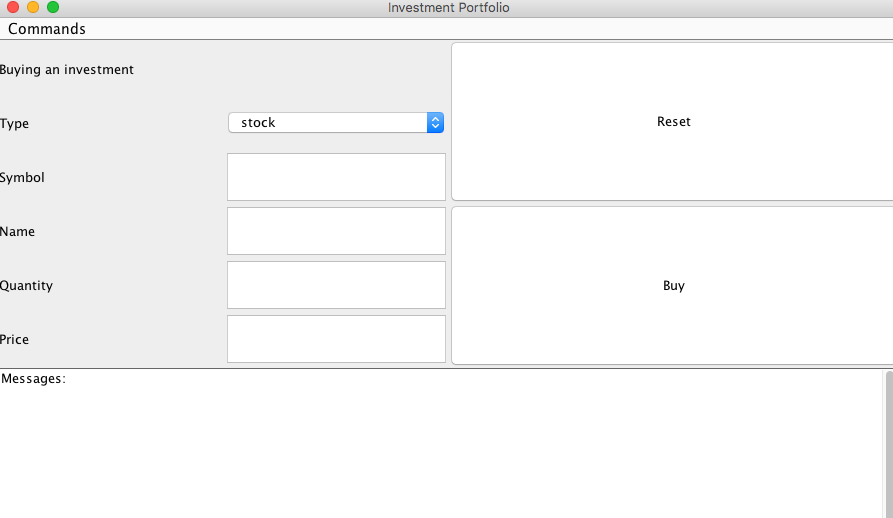 Investment Portfolio
Commands
Buying an investment
Type
stock
Symbol
Name
Quantity
Price
Reset
Buy
Messages: